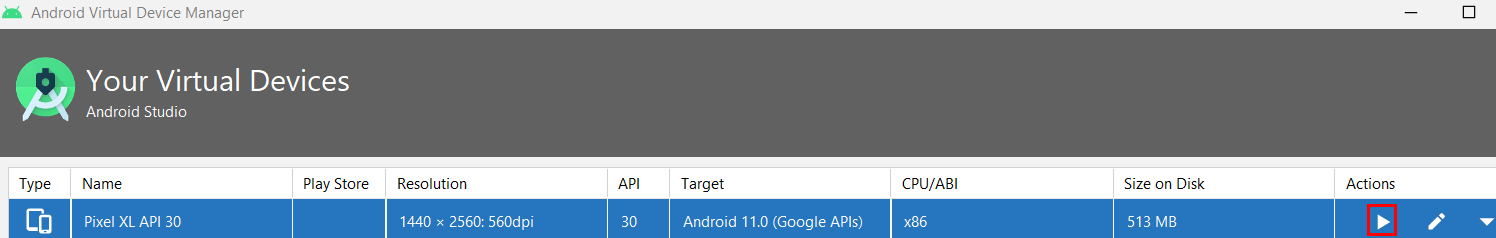 Android Virtual Device Manager
Your Virtual Devices
Android Studio
Type Name Play Store Resolution API Target CPU/ABI Size on Disk Actions
Pixel XL API 30 1440 × 2560: 560dpi 30 Android 11.0 (Google APIs) x86 513 MB